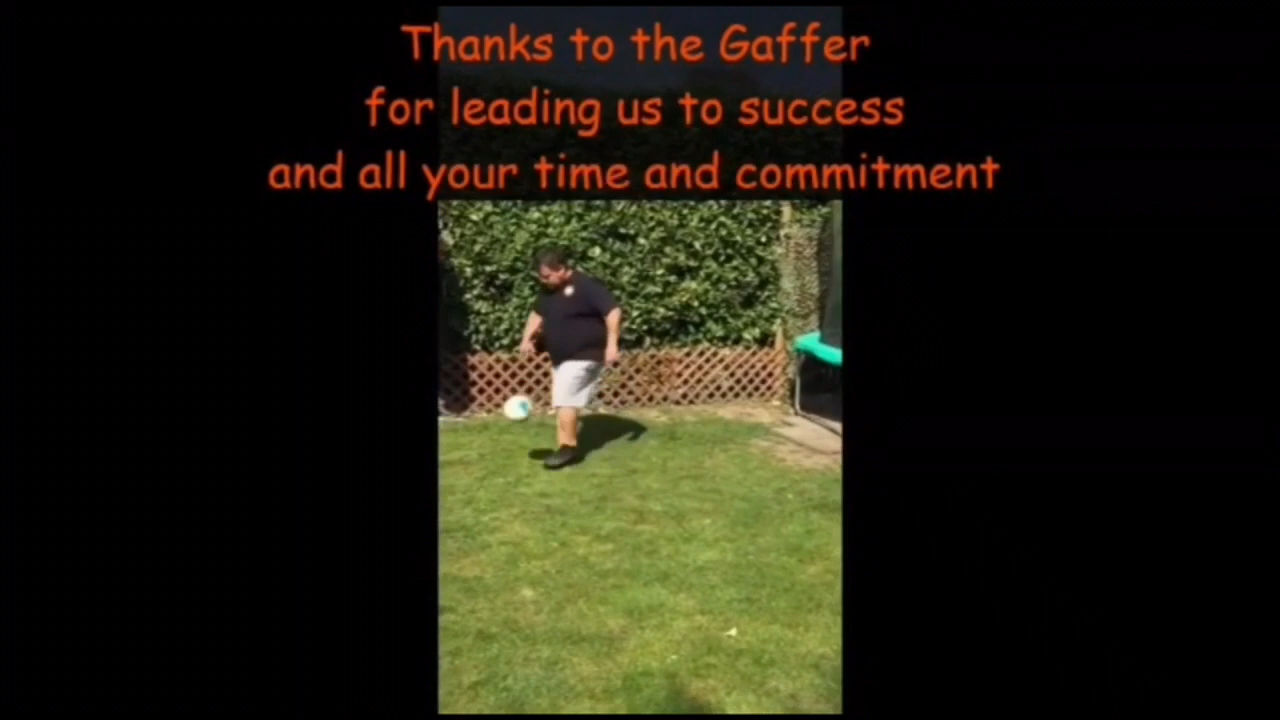 Thanks to the Gaffer
for leading us to success
and all your time and commitment